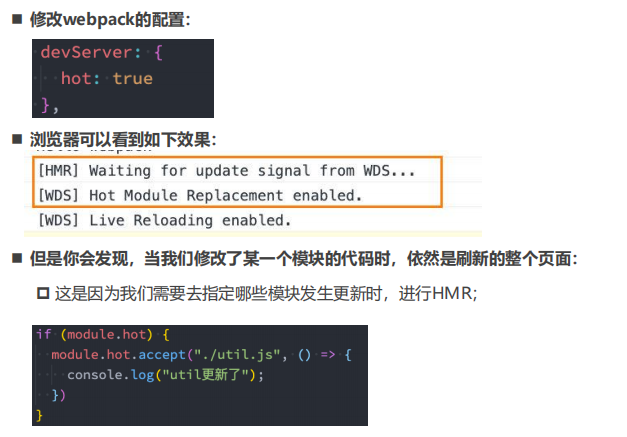 修改webpack的配置：
devServer: {
hot: true
},
浏览器可以看到如下效果：
[HMR] Waiting for update signal from WDS...
[WDS] Hot Module Replacement enabled.
[WDS] Live Reloading enabled.
但是你会发现，当我们修改了某一个模块的代码时，依然是刷新的整个页面：
这是因为我们需要去指定哪些模块发生更新时，进行HMR；
if (module.hot) {
module.hot.accept("./util.js", () => {
console.log("util更新了");
})
}